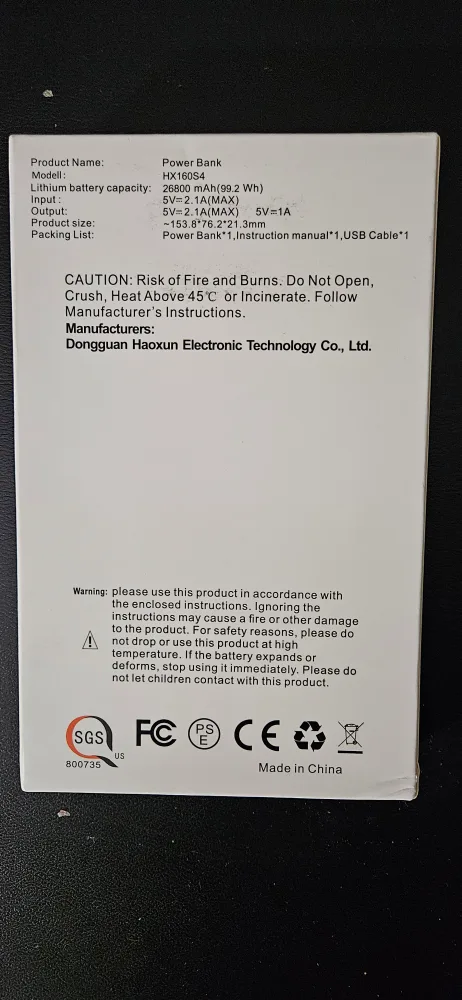 Product Name: Power Bank
Modell: HX160S4
Lithium battery capacity: 26800 mAh(99.2 Wh)
Input : 5V⎓2.1A(MAX)
Output: 5V⎓2.1A(MAX) 5V⎓1A
Product size: ~153.8*76.2*21.3mm
Packing List: Power Bank*1,Instruction manual*1,USB Cable*1
CAUTION: Risk of Fire and Burns. Do Not Open,
Crush, Heat Above 45℃ or Incinerate. Follow
Manufacturer's Instructions.
Manufacturers:
Dongguan Haoxun Electronic Technology Co., Ltd.
Warning: please use this product in accordance with
the enclosed instructions. Ignoring the
instructions may cause a fire or other damage
to the product. For safety reasons, please do
not drop or use this product at high
temperature. If the battery expands or
deforms, stop using it immediately. Please do
not let children contact with this product.
SGS US
800735
FC
PS
E
CE
Made in China